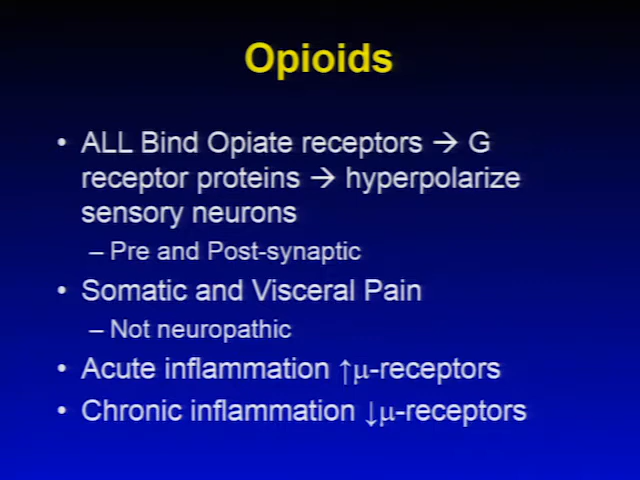 Opioids
• ALL Bind Opiate receptors → G
receptor proteins → hyperpolarize
sensory neurons
– Pre and Post-synaptic
• Somatic and Visceral Pain
– Not neuropathic
• Acute inflammation ↑μ-receptors
• Chronic inflammation ↓μ-receptors